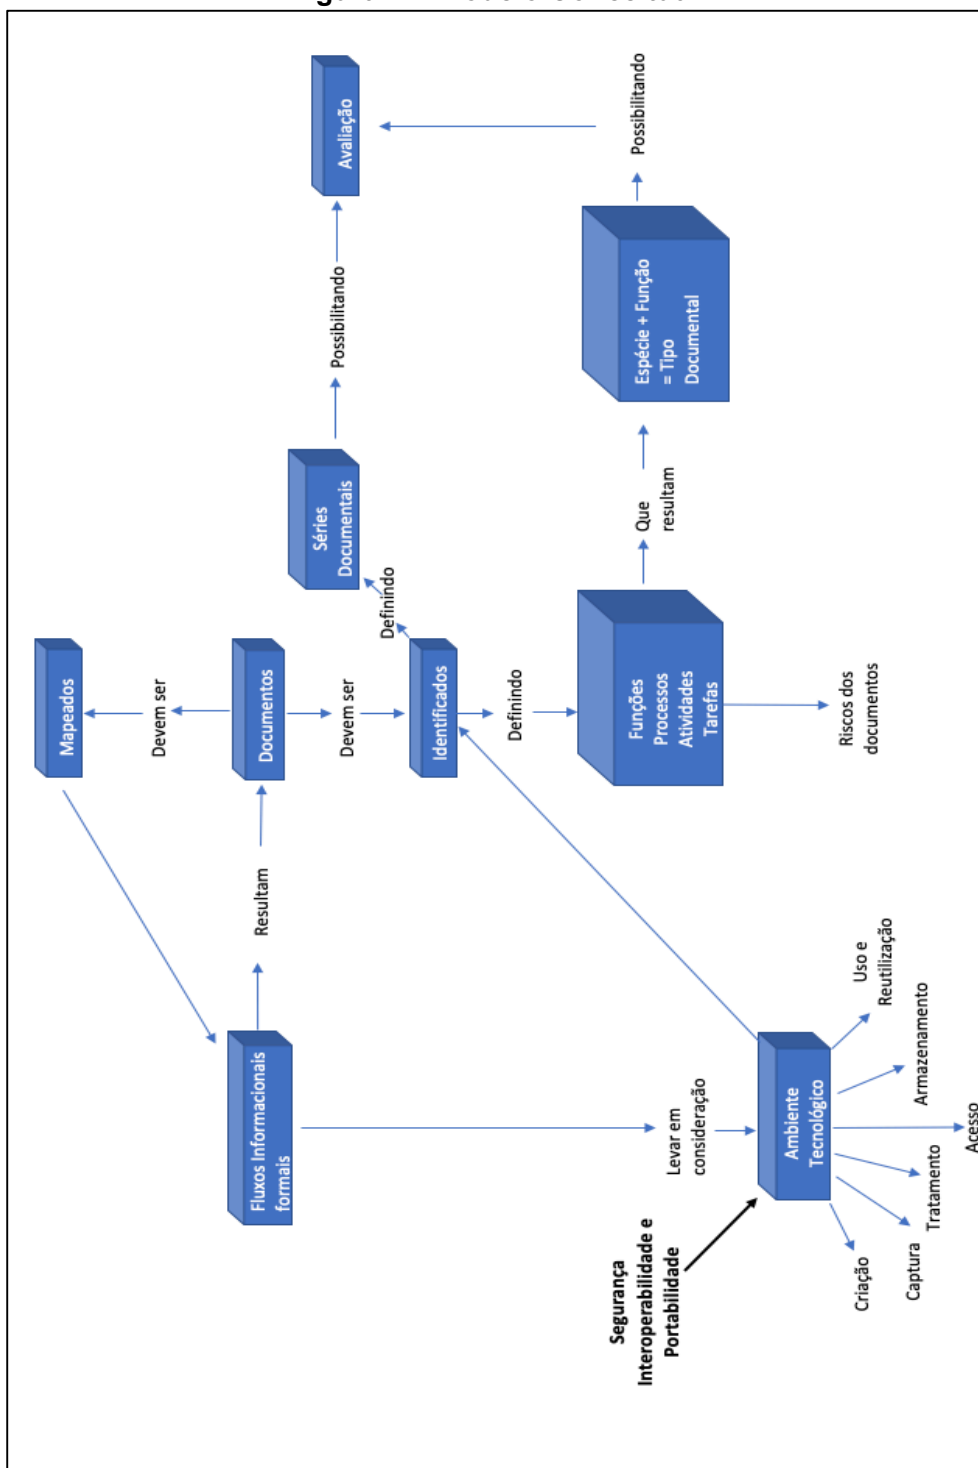 Figura
Mapeados
Devem ser
Fluxos Informacionais
formais
Resultam
Documentos
Séries
Documentais
Possibilitando
Avaliação
Devem ser
Definindo
Identificados
Definindo
Segurança
Interoperabilidade e
Portabilidade
Levar em
consideração
Funções
Processos
Atividades
Tarefas
Que
resultam
Espécie + Função
= Tipo
Documental
Possibilitando
Ambiente
Tecnológico
Riscos dos
documentos
Criação
Captura
Tratamento
Acesso
Armazenamento
Uso e
Reutilização